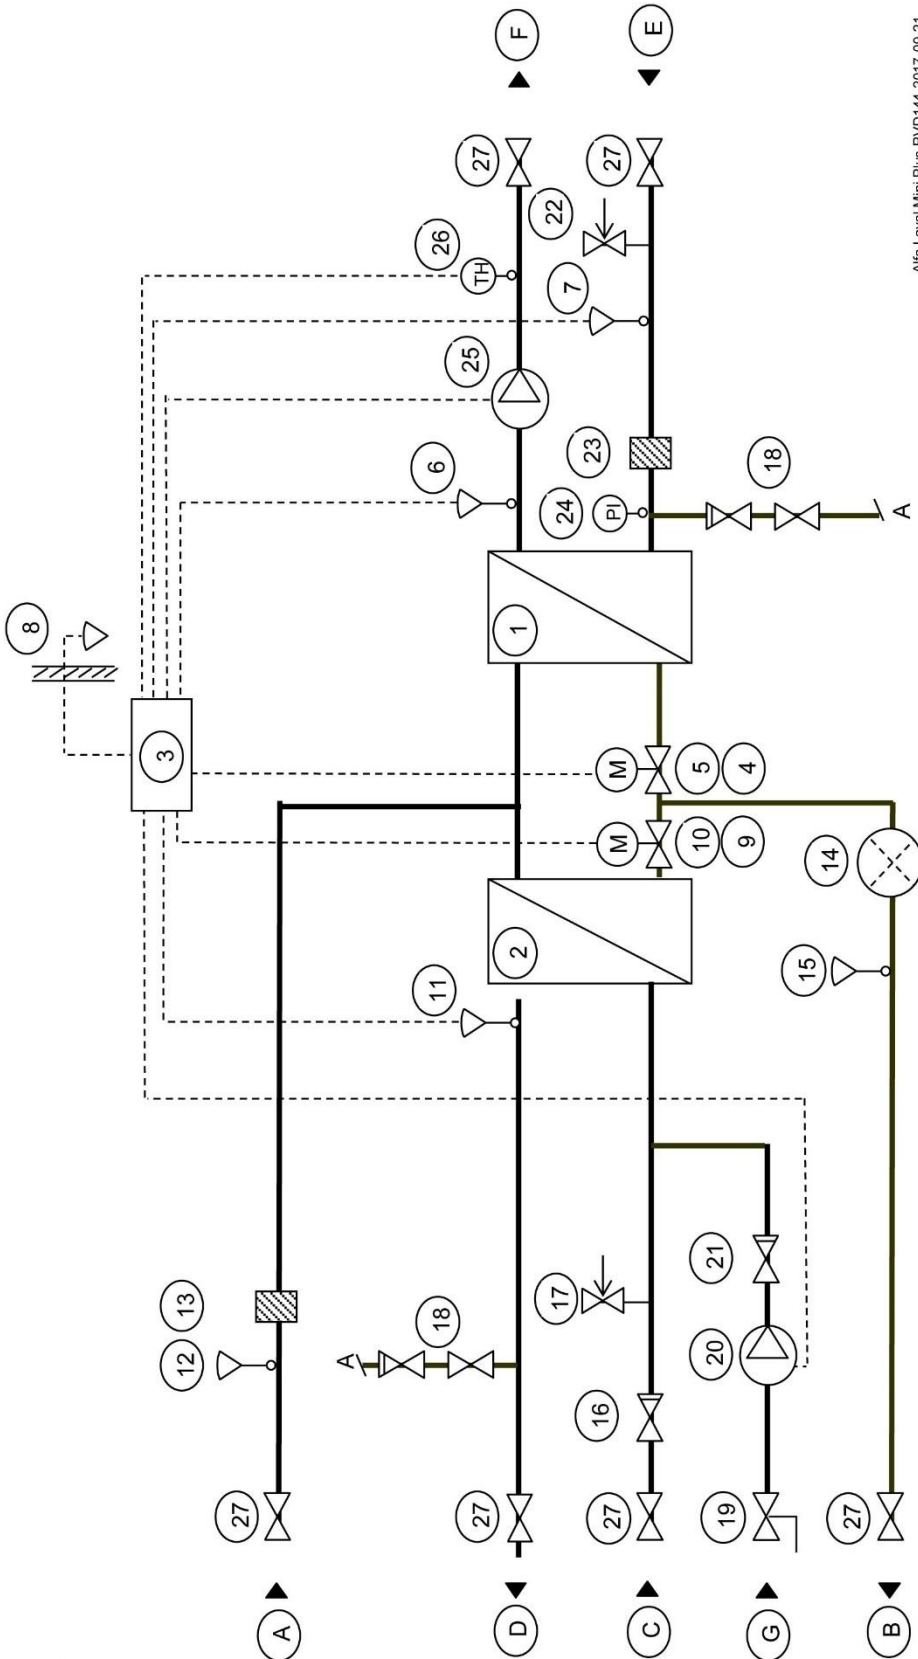 8
3
12 13
27
A
A
18 11 6 26
25
27 TH 27
D 2 1 F
17 24 7 22
23
16
27 M M PI 27
C E
10 5
19 20 21
9 4
G 18
15 14
27
B A
Alfa Laval Mini Plus RVD144 2017-09-21